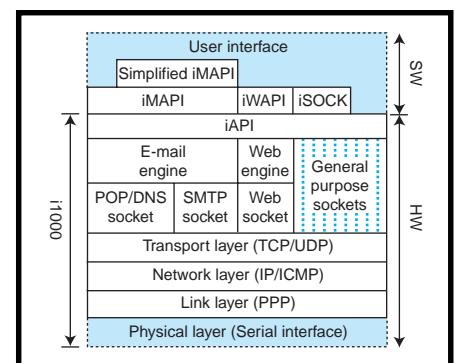 User interface
Simplified iMAPI
iMAPI
iWAPI
iSOCK
iAPI
E-mail
engine
Web
engine
General
purpose
sockets
POP/DNS
socket
SMTP
socket
Web
socket
Transport layer (TCP/UDP)
Network layer (IP/ICMP)
Link layer (PPP)
Physical layer (Serial interface)
i1000
SW
HW